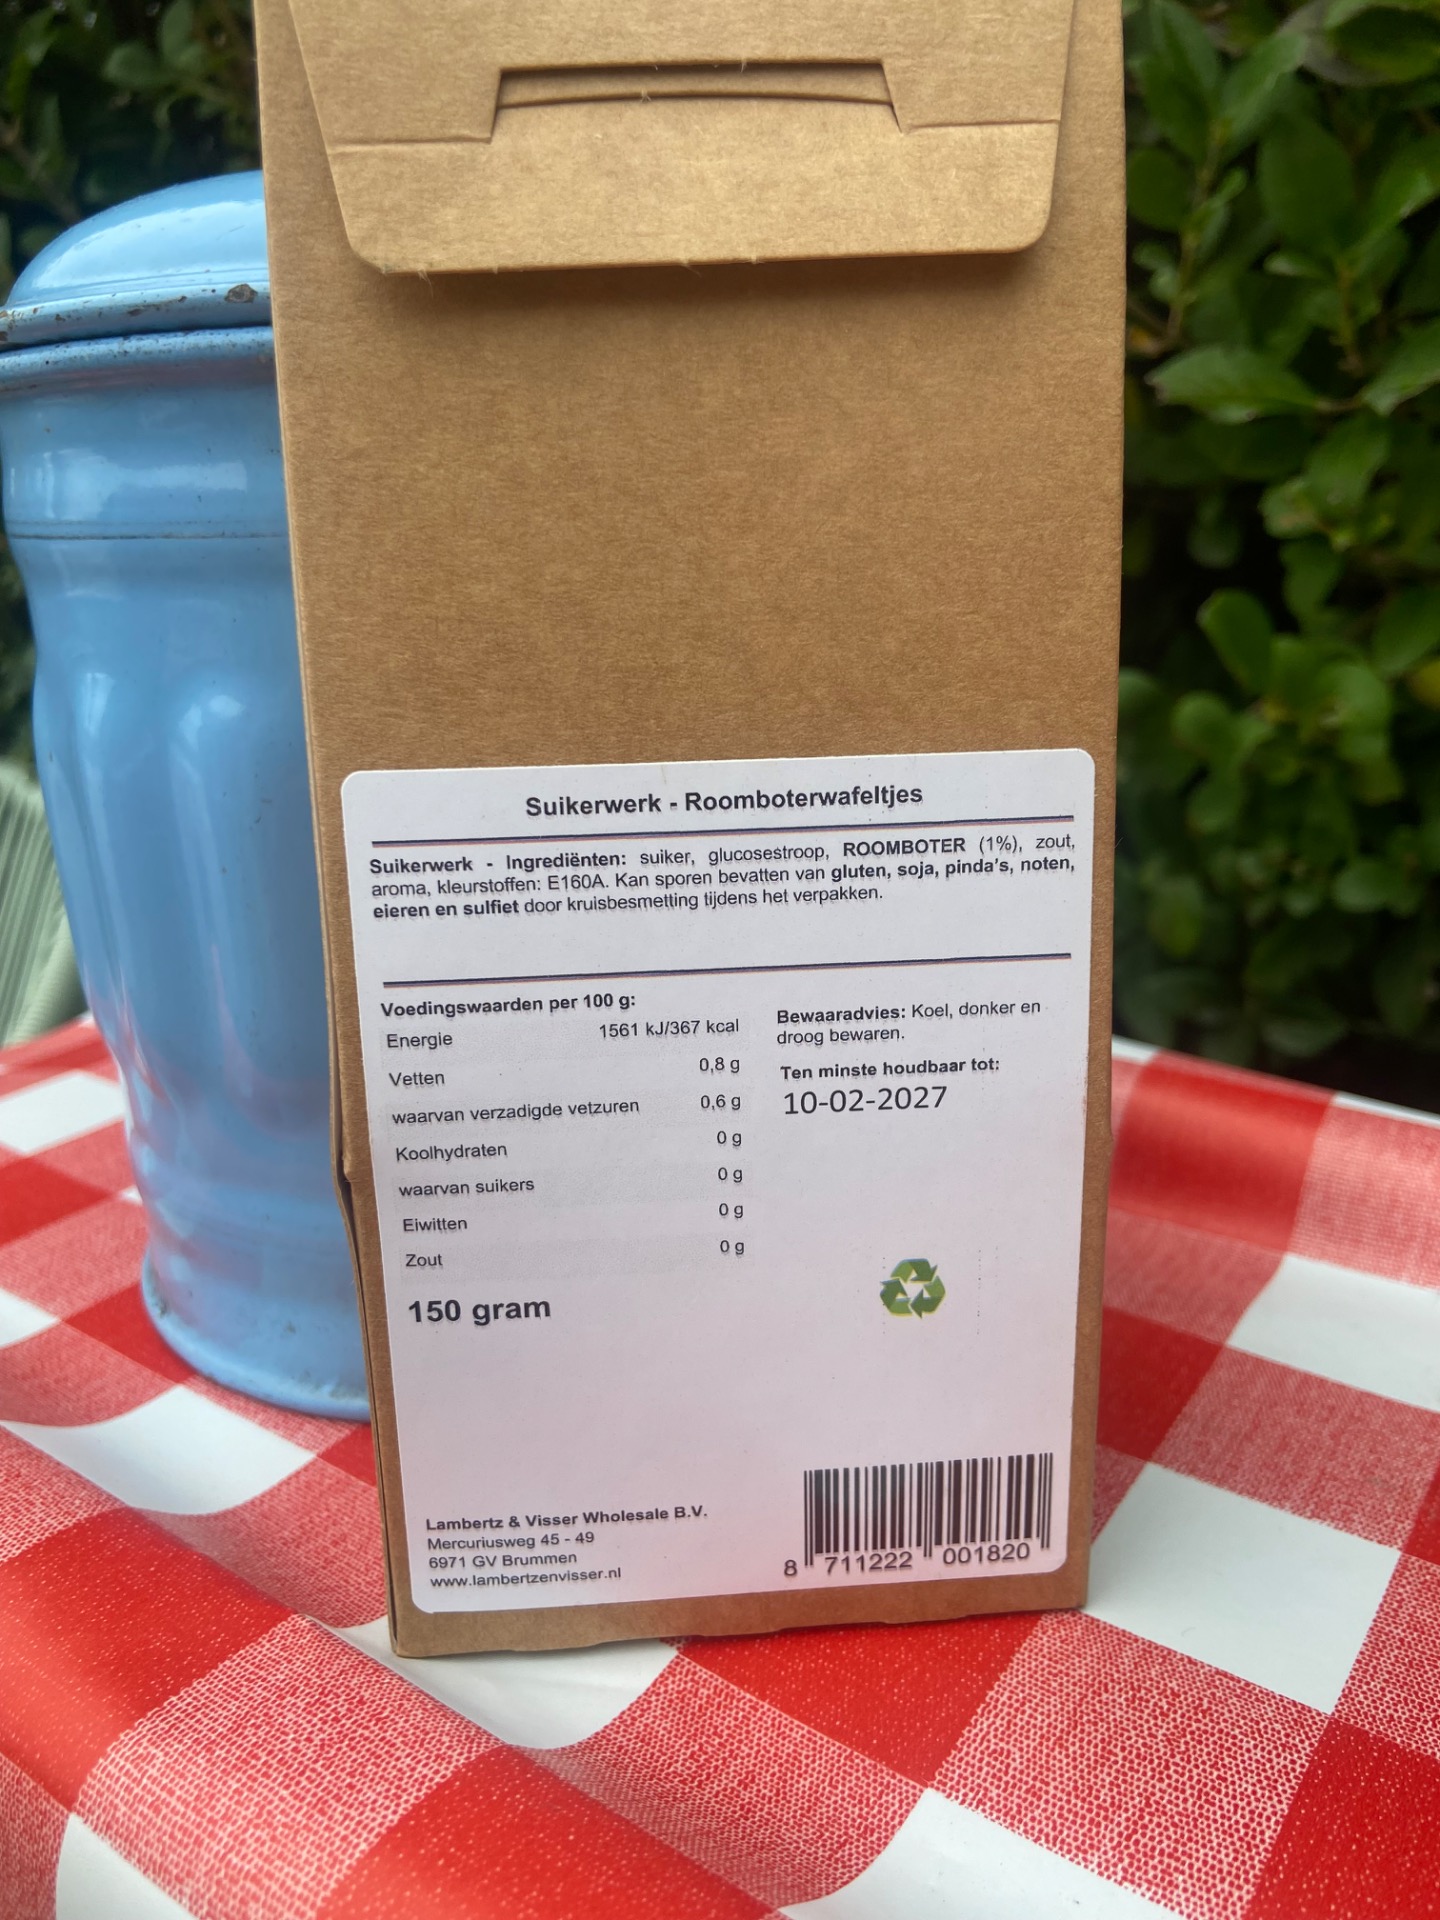 Suikerwerk - Roomboterwafeltjes
Suikerwerk - Ingrediënten: suiker, glucosestroop, ROOMBOTER (1%), zout,
aroma, kleurstoffen: E160A. Kan sporen bevatten van gluten, soja, pinda's, noten,
eieren en sulfiet door kruisbesmetting tijdens het verpakken.
Voedingswaarden per 100 g:
Energie 1561 kJ/367 kcal
Vetten 0,8 g
waarvan verzadigde vetzuren 0,6 g
Koolhydraten 0 g
waarvan suikers 0 g
Eiwitten 0 g
Zout 0 g
150 gram
Bewaaradvies: Koel, donker en
droog bewaren.
Ten minste houdbaar tot:
10-02-2027
Lambertz & Visser Wholesale B.V.
Mercuriusweg 45 - 49
6971 GV Brummen
www.lambertzenvisser.nl
8 711222 001820